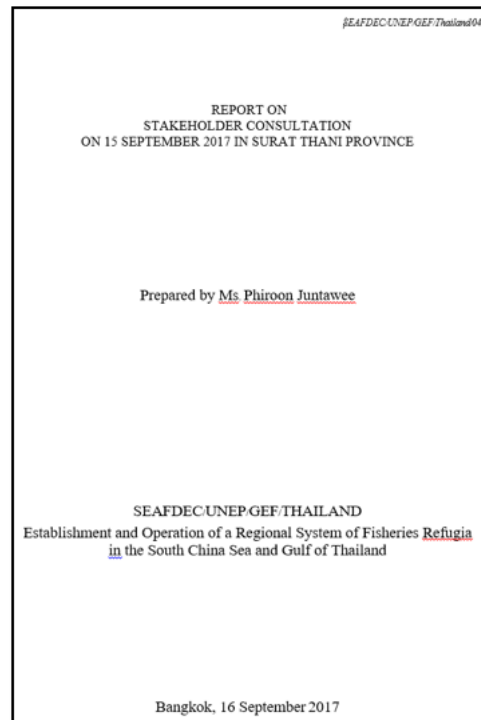 SEAFDEC/UNEP/GEF/Thailand/04
REPORT ON
STAKEHOLDER CONSULTATION
ON 15 SEPTEMBER 2017 IN SURAT THANI PROVINCE
Prepared by Ms. Phiroon Juntawee
SEAFDEC/UNEP/GEF/THAILAND
Establishment and Operation of a Regional System of Fisheries Refugia
in the South China Sea and Gulf of Thailand
Bangkok, 16 September 2017